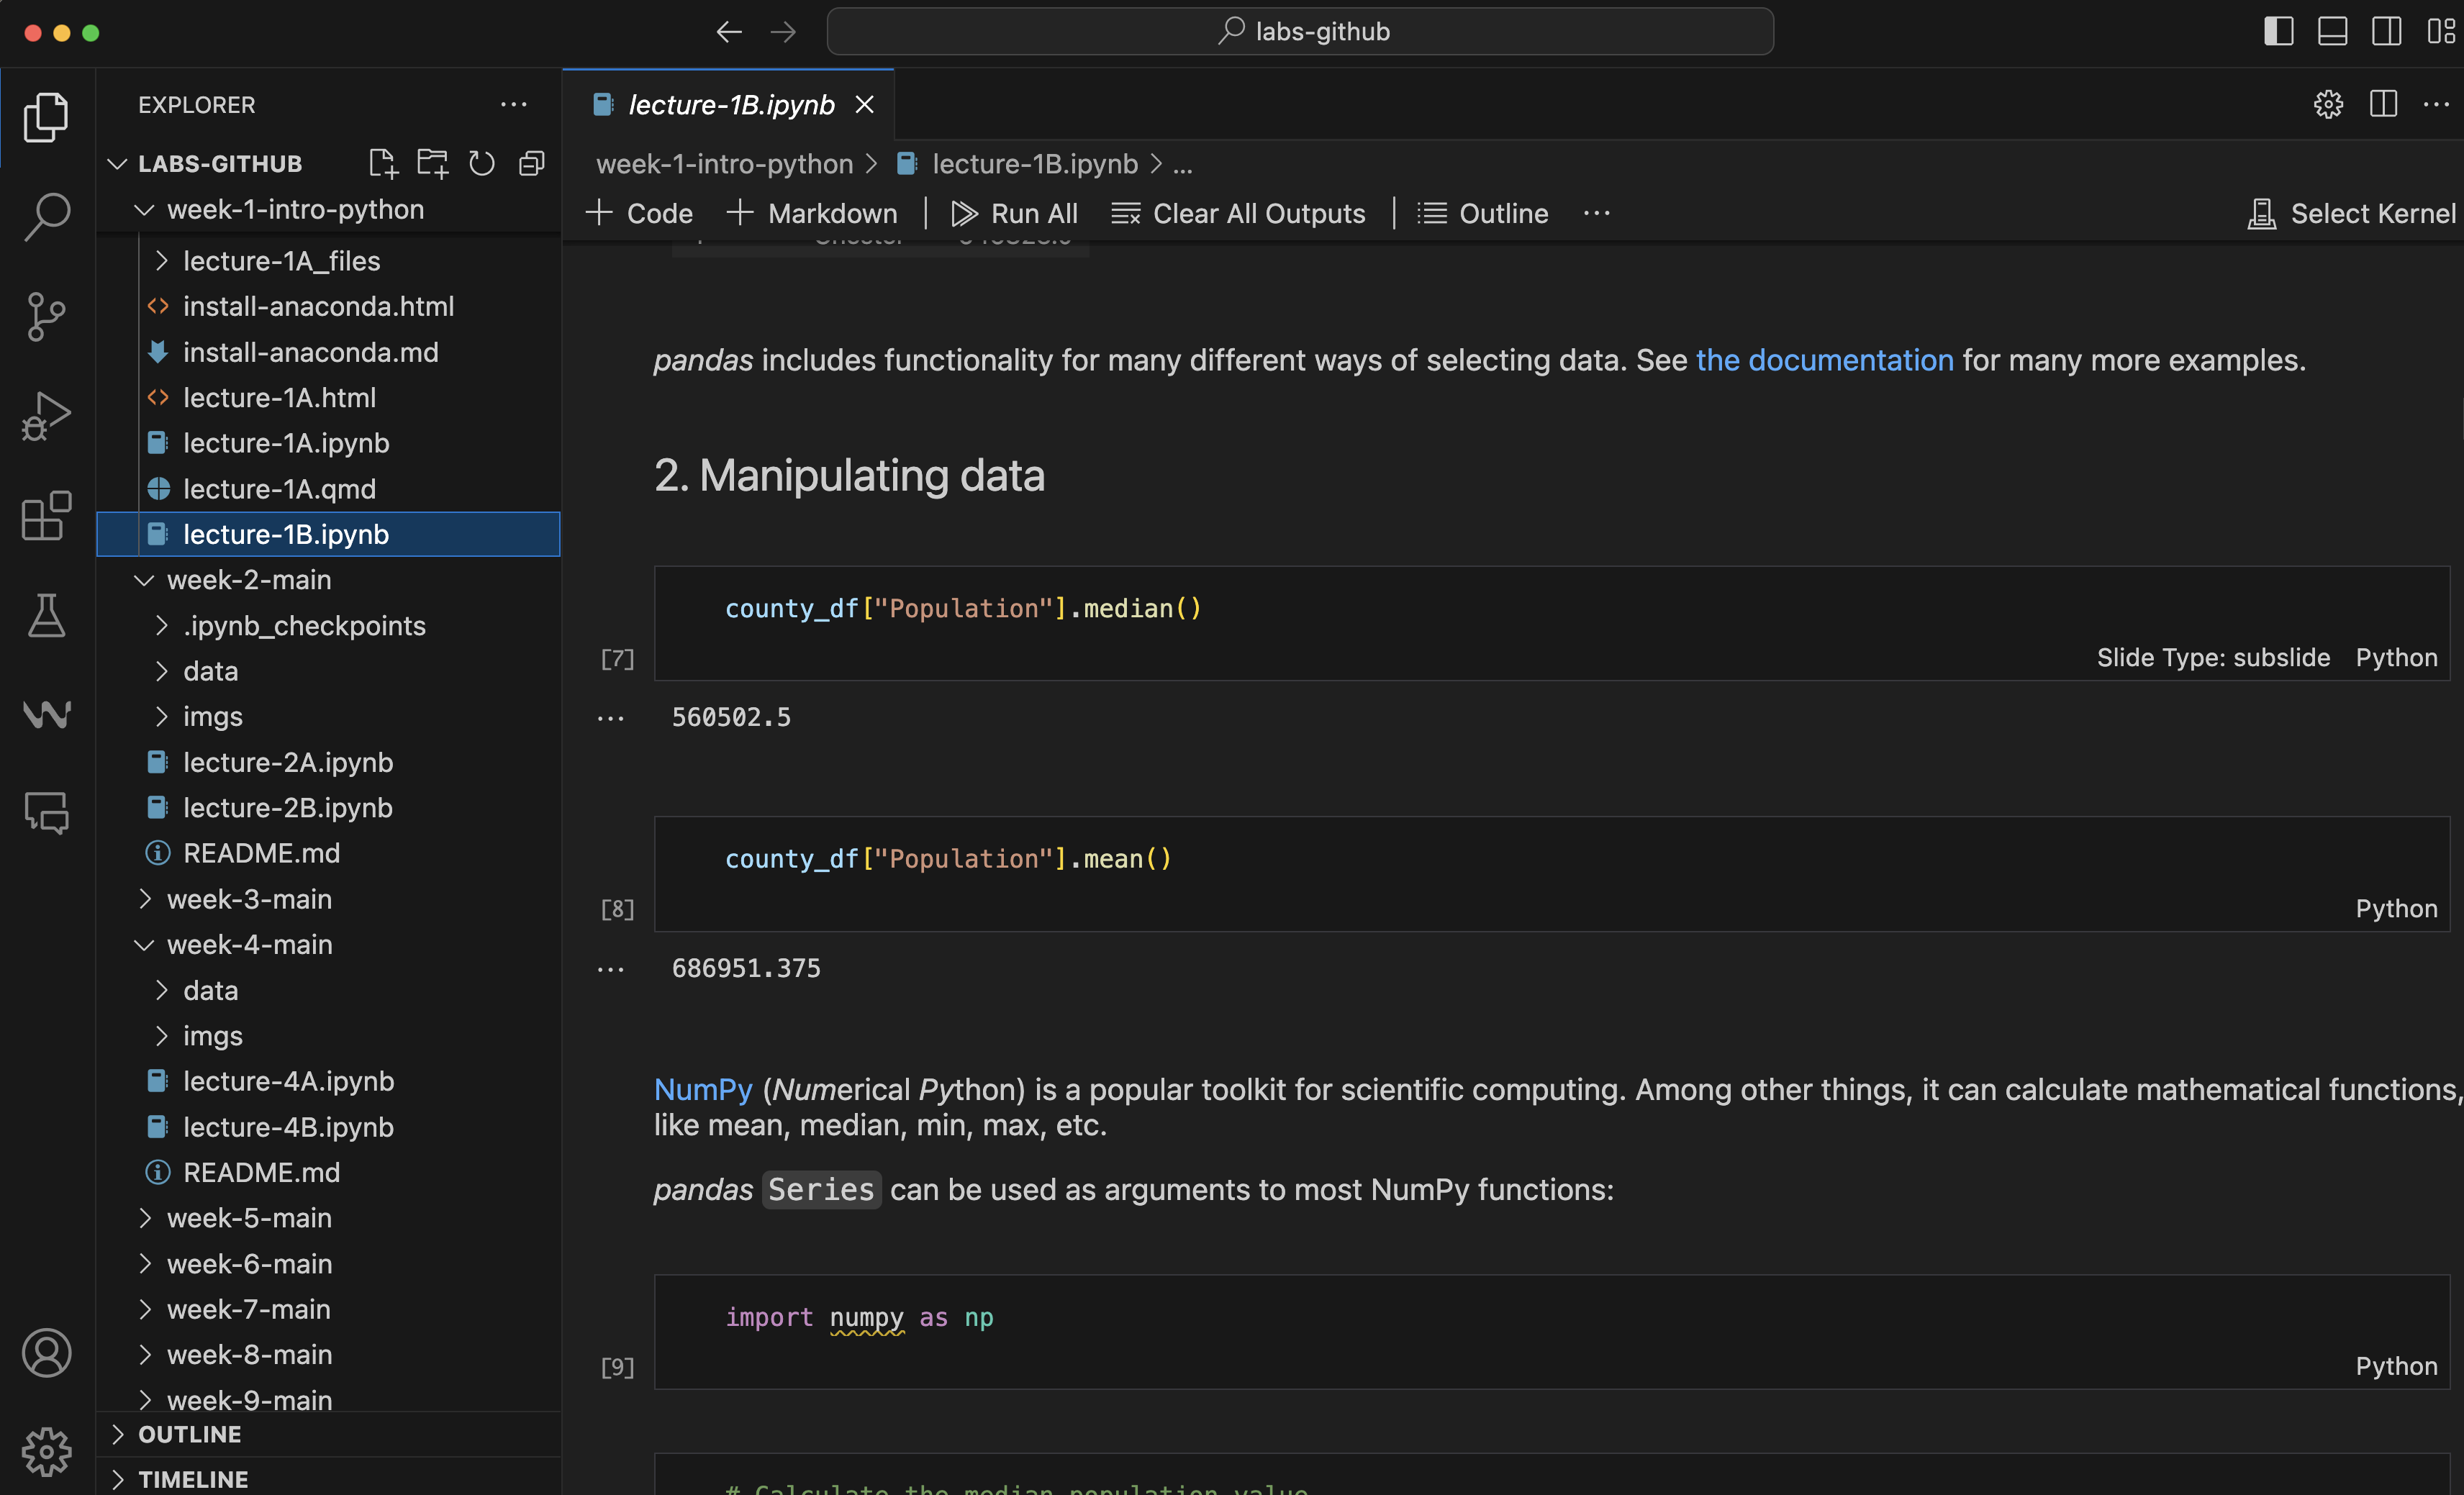 labs-github
EXPLORER
LABS-GITHUB
week-1-intro-python
lecture-1A_files
install-anaconda.html
install-anaconda.md
lecture-1A.html
lecture-1A.ipynb
lecture-1A.qmd
lecture-1B.ipynb
week-2-main
.ipynb_checkpoints
data
imgs
lecture-2A.ipynb
lecture-2B.ipynb
README.md
week-3-main
week-4-main
data
imgs
lecture-4A.ipynb
lecture-4B.ipynb
README.md
week-5-main
week-6-main
week-7-main
week-8-main
week-9-main
OUTLINE
TIMELINE
lecture-1B.ipynb
week-1-intro-python > lecture-1B.ipynb > ...
Code Markdown Run All Clear All Outputs Outline ... Select Kernel
pandas includes functionality for many different ways of selecting data. See the documentation for many more examples.
2. Manipulating data
county_df["Population"].median()
[7] Slide Type: subslide Python
... 560502.5
county_df["Population"].mean()
[8] Python
... 686951.375
NumPy (Numerical Python) is a popular toolkit for scientific computing. Among other things, it can calculate mathematical functions,
like mean, median, min, max, etc.
pandas Series can be used as arguments to most NumPy functions:
import numpy as np
[9] Python
# Calculate the median population value